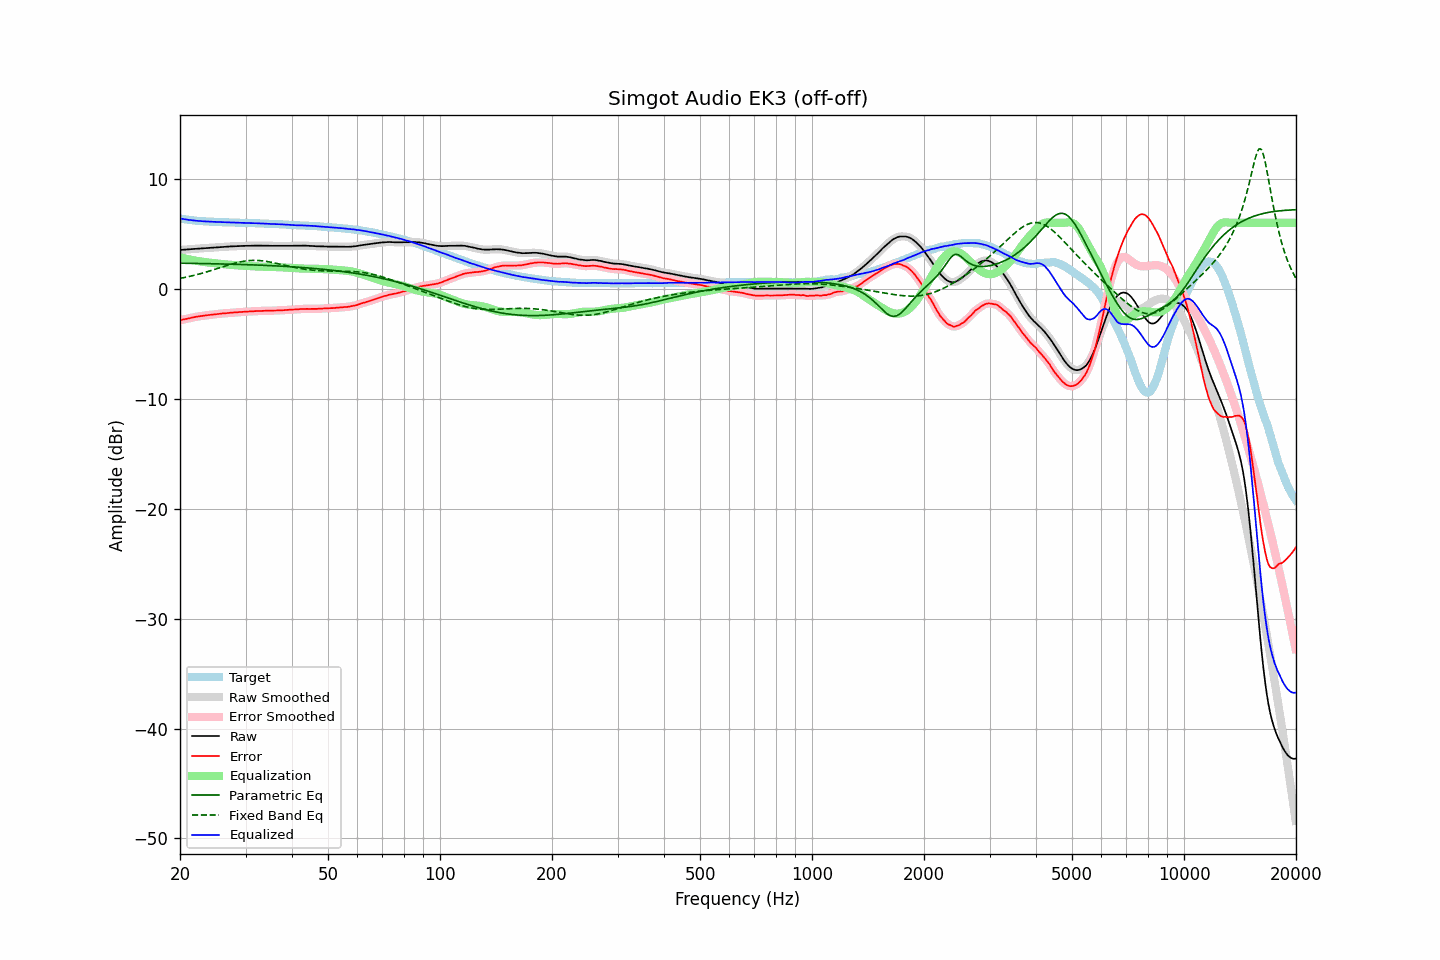 Simgot Audio EK3 (off-off)
Amplitude (dBr)
10
0
−10
−20
−30
−40
−50
Target
Raw Smoothed
Error Smoothed
Raw
Error
Equalization
Parametric Eq
Fixed Band Eq
Equalized
20 50 100 200 500 1000 2000 5000 10000 20000
Frequency (Hz)